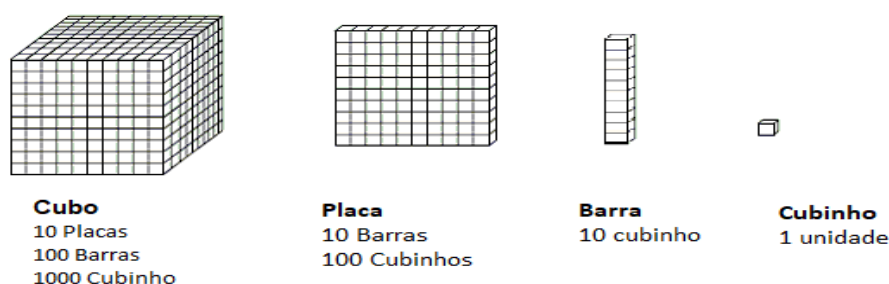 Cubo
10 Placas
100 Barras
1000 Cubinho
Placa
10 Barras
100 Cubinhos
Barra
10 cubinho
Cubinho
1 unidade